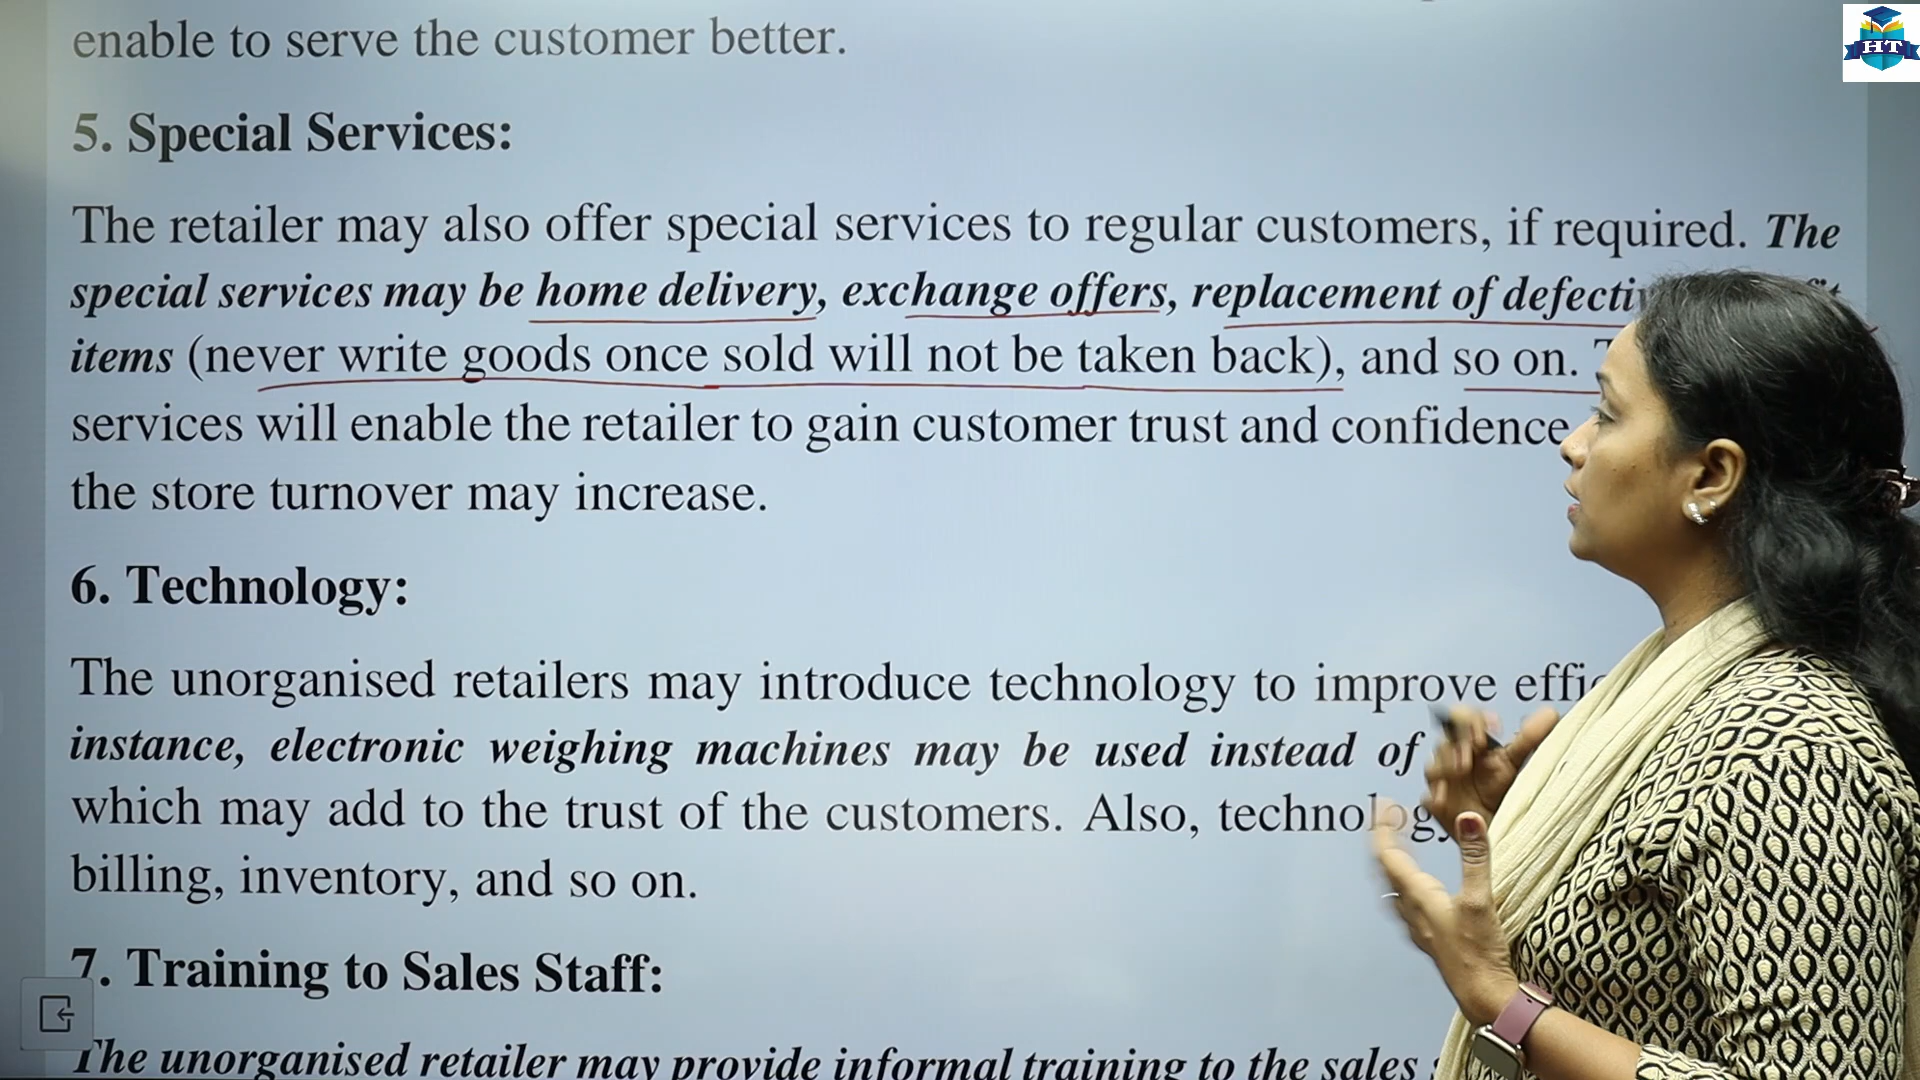 enable to serve the customer better.
HT
5. Special Services:
The retailer may also offer special services to regular customers, if required. The
special services may be home delivery, exchange offers, replacement of
items (never write goods once sold will not be taken back), and so on.
services will enable the retailer to gain customer trust and confidence
the store turnover may increase.
6. Technology:
The unorganised retailers may introduce technology to improve
instance, electronic weighing machines may be used instead of
which may add to the trust of the customers. Also,
billing, inventory, and so on.
7. Training to Sales Staff:
The unorganised retailer may provide informal training to the sales